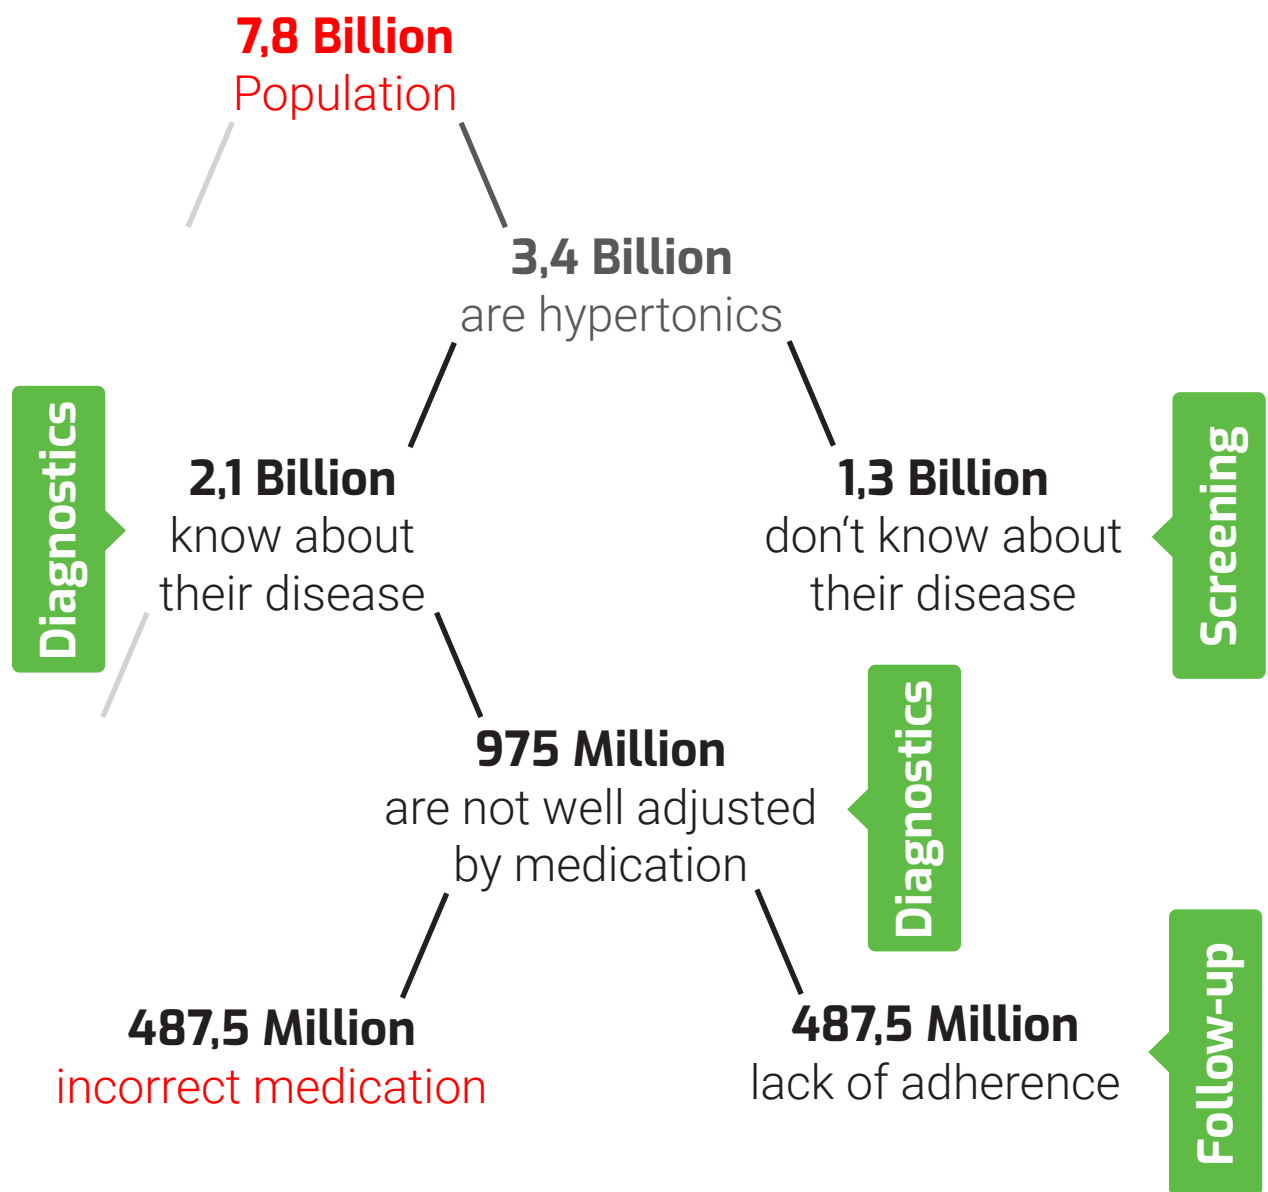 7,8 Billion
Population
3,4 Billion
are hypertonics
Diagnostics
2,1 Billion
know about
their disease
1,3 Billion
don‘t know about
their disease
Screening
975 Million
are not well adjusted
by medication
Diagnostics
487,5 Million
incorrect medication
487,5 Million
lack of adherence
Follow-up